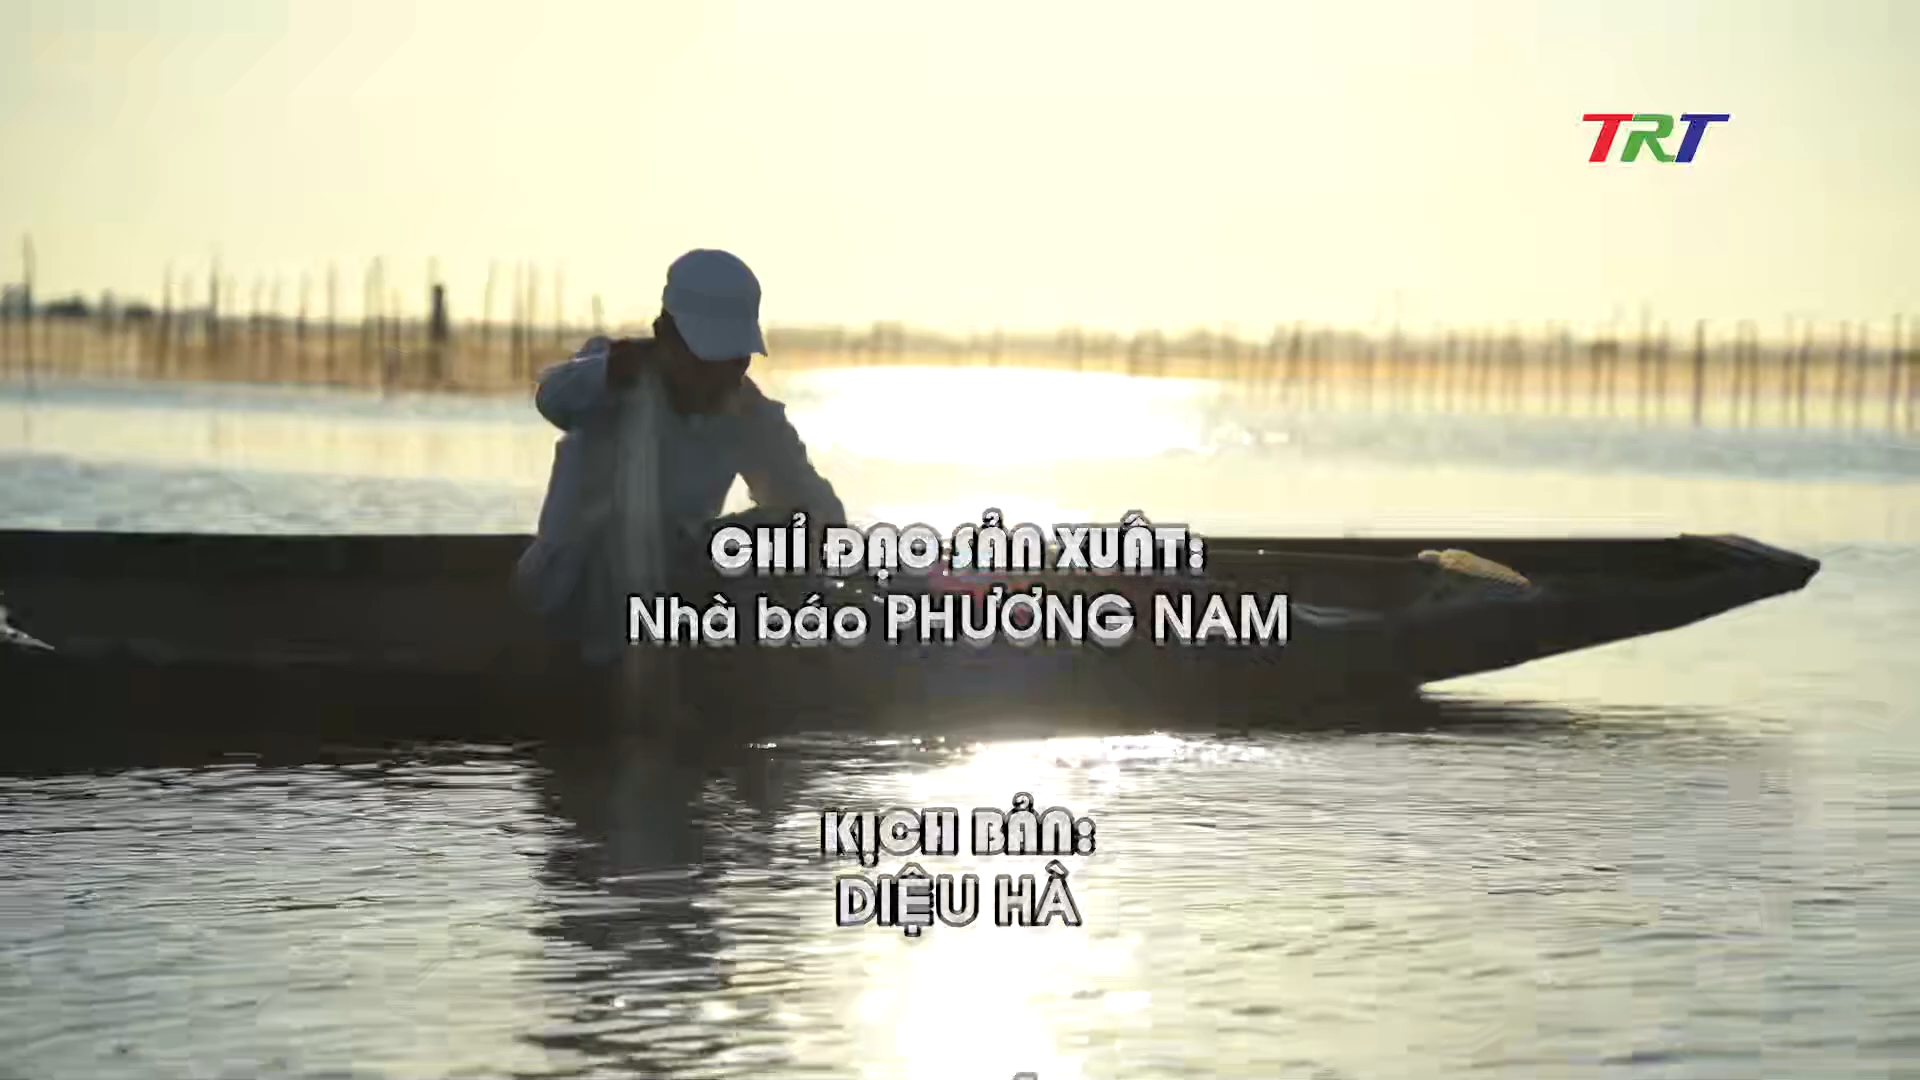 TRT
CHỈ ĐẠO SẢN XUẤT:
Nhà báo PHƯƠNG NAM
KỊCH BẢN:
DIỆU HÀ